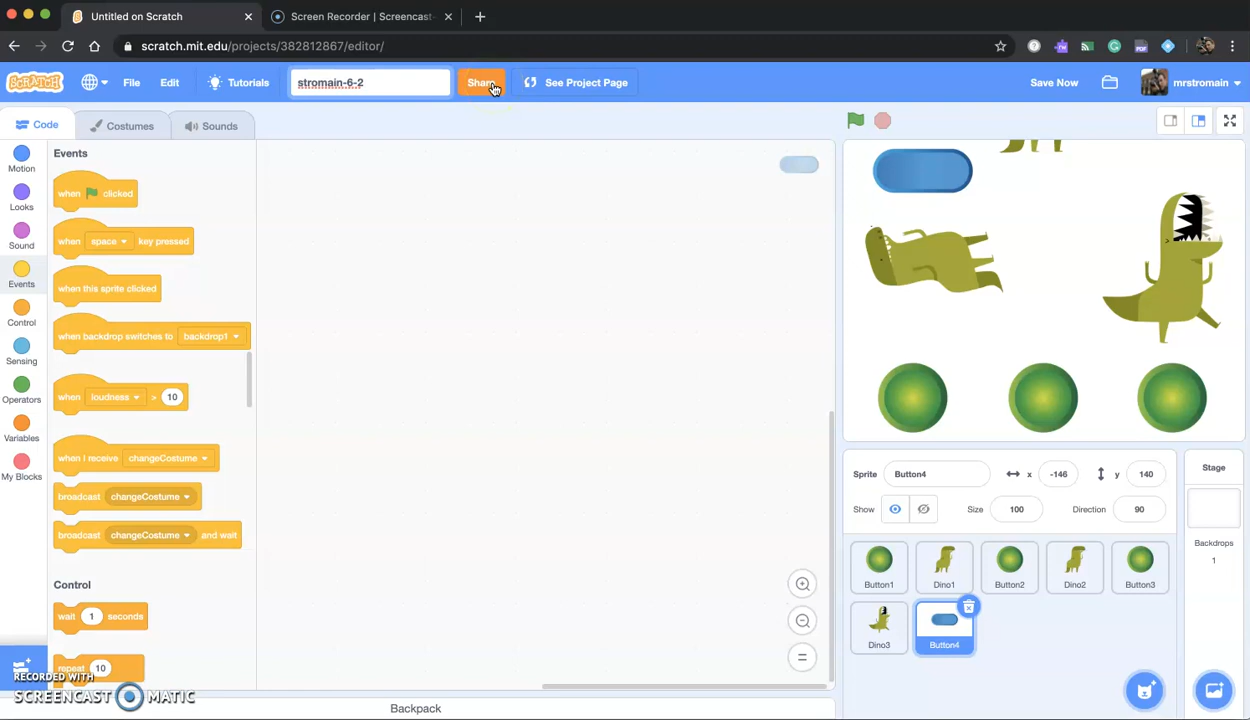 Untitled on Scratch
Screen Recorder | Screencast-
scratch.mit.edu/projects/382812867/editor/
SCRATCH
File
Edit
Tutorials
stromain-6-2
Share
See Project Page
Save Now
mrstromain
Code
Costumes
Sounds
Motion
Looks
Sound
Events
Control
Sensing
Operators
Variables
My Blocks
Events
when clicked
when space key pressed
when this sprite clicked
when backdrop switches to backdrop1
when loudness > 10
when I receive changeCostume
broadcast changeCostume
broadcast changeCostume and wait
Control
wait 1 seconds
repeat 10
Sprite Button4 x -146 y 140
Show Size 100 Direction 90
Stage
Backdrops
1
Button1
Dino1
Button2
Dino2
Button3
Dino3
Button4
Backpack
RECORDED WITH
SCREENCAST MATIC